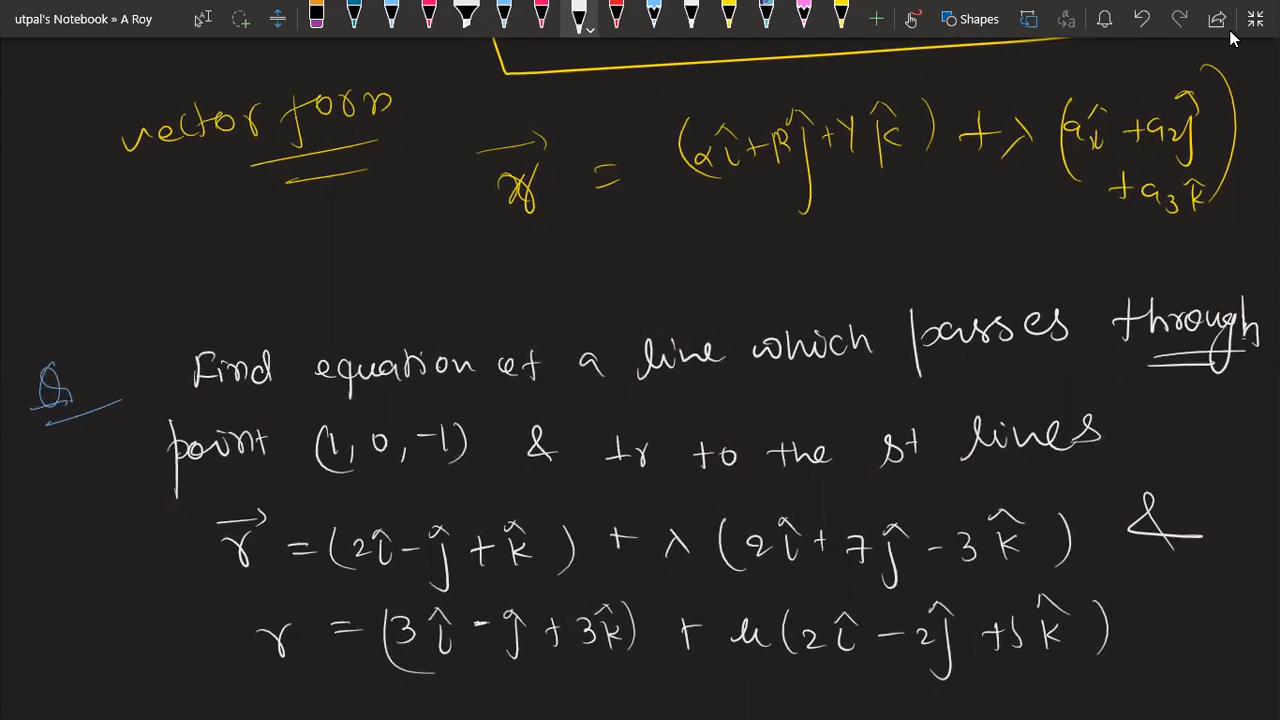 utpal's Notebook » A Roy
Shapes
vector form r⃗ = (αî + βĵ + γk̂) + λ (a₁î + a₂ĵ
+ a₃k̂)
Q Find equation of a line which passes through
point (1, 0, -1) & ⊥r to the st lines
r⃗ = (2î - ĵ + k̂) + λ (2î + 7ĵ - 3k̂) &
r = (3î - ĵ + 3k̂) + μ(2î - 2ĵ + 5k̂)